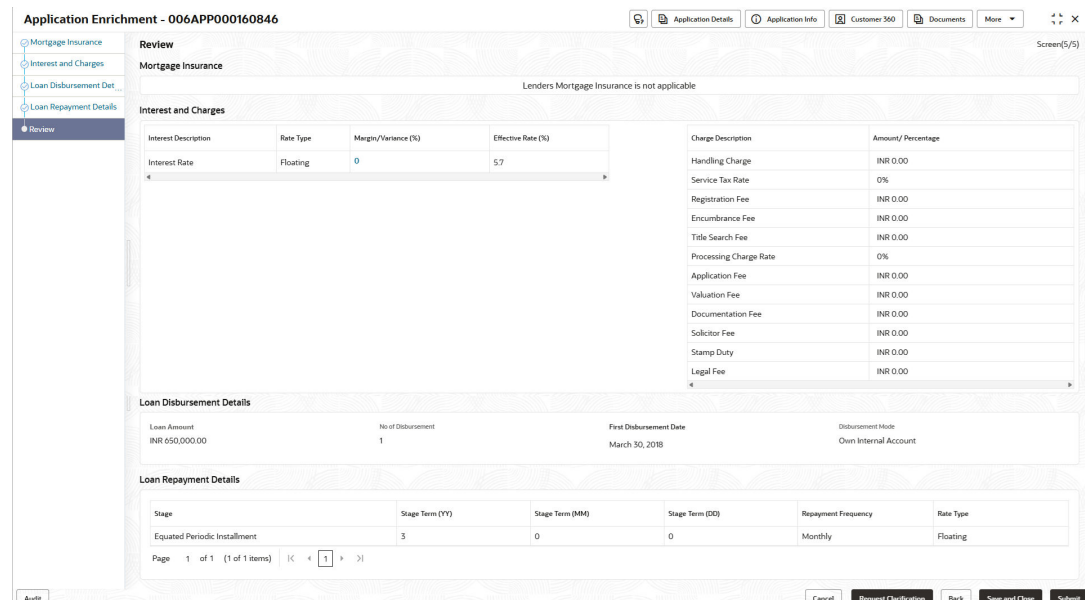 Application Enrichment - 006APP000160846
Application Details Application Info Customer 360 Documents More
Mortgage Insurance
Interest and Charges
Loan Disbursement Det...
Loan Repayment Details
Review
Review Screen(5/5)
Mortgage Insurance
Lenders Mortgage Insurance is not applicable
Interest and Charges
Interest Description Rate Type Margin/Variance (%) Effective Rate (%)
Interest Rate Floating 0 5.7
Charge Description Amount/ Percentage
Handling Charge INR 0.00
Service Tax Rate 0%
Registration Fee INR 0.00
Encumbrance Fee INR 0.00
Title Search Fee INR 0.00
Processing Charge Rate 0%
Application Fee INR 0.00
Valuation Fee INR 0.00
Documentation Fee INR 0.00
Solicitor Fee INR 0.00
Stamp Duty INR 0.00
Legal Fee INR 0.00
Loan Disbursement Details
Loan Amount No of Disbursement First Disbursement Date Disbursement Mode
INR 650,000.00 1 March 30, 2018 Own Internal Account
Loan Repayment Details
Stage Stage Term (YY) Stage Term (MM) Stage Term (DD) Repayment Frequency Rate Type
Equated Periodic Installment 3 0 0 Monthly Floating
Page 1 of 1 (1 of 1 items) 1
Audit Cancel Request Clarification Back Save and Close Submit